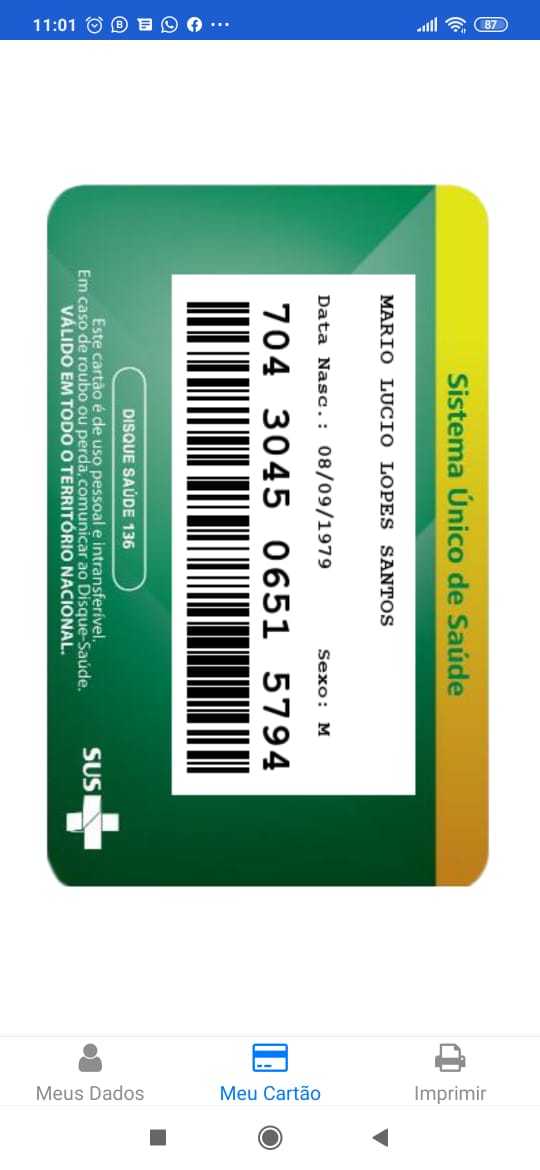 11:01
87
Sistema Único de Saúde
MARIO LUCIO LOPES SANTOS
Data Nasc.: 08/09/1979 Sexo: M
704 3045 0651 5794
DISQUE SAÚDE 136
Este cartão é de uso pessoal e intransferível.
Em caso de roubo ou perda, comunicar ao Disque-Saúde.
VÁLIDO EM TODO O TERRITÓRIO NACIONAL.
SUS
Meus Dados
Meu Cartão
Imprimir